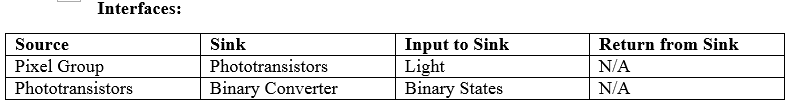 Interfaces:
Source Sink Input to Sink Return from Sink
Pixel Group Phototransistors Light N/A
Phototransistors Binary Converter Binary States N/A